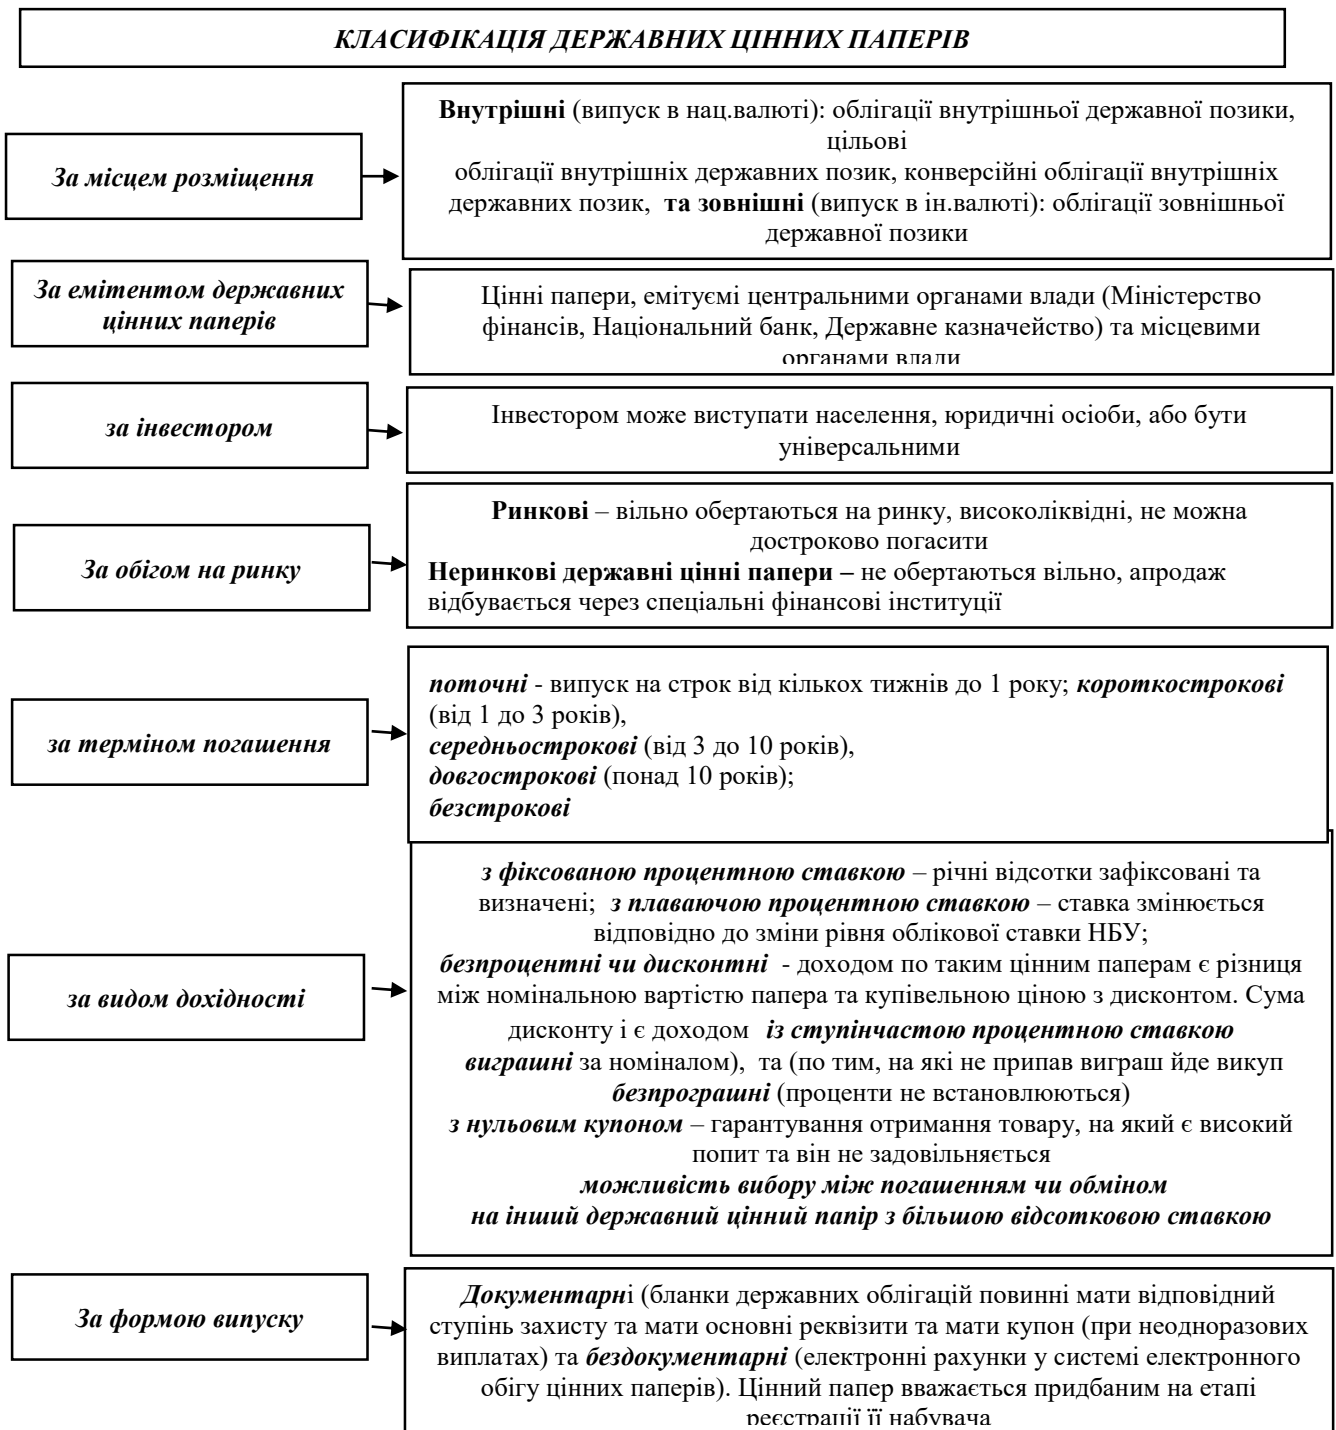 КЛАСИФІКАЦІЯ ДЕРЖАВНИХ ЦІННИХ ПАПЕРІВ
За місцем розміщення
Внутрішні (випуск в нац.валюті): облігації внутрішньої державної позики,
цільові
облігації внутрішніх державних позик, конверсійні облігації внутрішніх
державних позик, та зовнішні (випуск в ін.валюті): облігації зовнішньої
державної позики
За емітентом державних
цінних паперів
Цінні папери, емітуємі центральними органами влади (Міністерство
фінансів, Національний банк, Державне казначейство) та місцевими
органами влади
за інвестором
Інвестором може виступати населення, юридичні осіоби, або бути
універсальними
За обігом на ринку
Ринкові – вільно обертаються на ринку, високоліквідні, не можна
достроково погасити
Неринкові державні цінні папери – не обертаються вільно, апродаж
відбувається через спеціальні фінансові інституції
за терміном погашення
поточні - випуск на строк від кількох тижнів до 1 року; короткострокові
(від 1 до 3 років),
середньострокові (від 3 до 10 років),
довгострокові (понад 10 років);
безстрокові
за видом дохідності
з фіксованою процентною ставкою – річні відсотки зафіксовані та
визначені; з плаваючою процентною ставкою – ставка змінюється
відповідно до зміни рівня облікової ставки НБУ;
безпроцентні чи дисконтні - доходом по таким цінним паперам є різниця
між номінальною вартістю папера та купівельною ціною з дисконтом. Сума
дисконту і є доходом із ступінчастою процентною ставкою
виграшні за номіналом), та (по тим, на які не припав виграш йде викуп
безпрограшні (проценти не встановлюються)
з нульовим купоном – гарантування отримання товару, на який є високий
попит та він не задовільняється
можливість вибору між погашенням чи обміном
на інший державний цінний папір з більшою відсотковою ставкою
За формою випуску
Документарні (бланки державних облігацій повинні мати відповідний
ступінь захисту та мати основні реквізити та мати купон (при неодноразових
виплатах) та бездокументарні (електронні рахунки у системі електронного
обігу цінних паперів). Цінний папер вважається придбаним на етапі
реєстрації її набувача